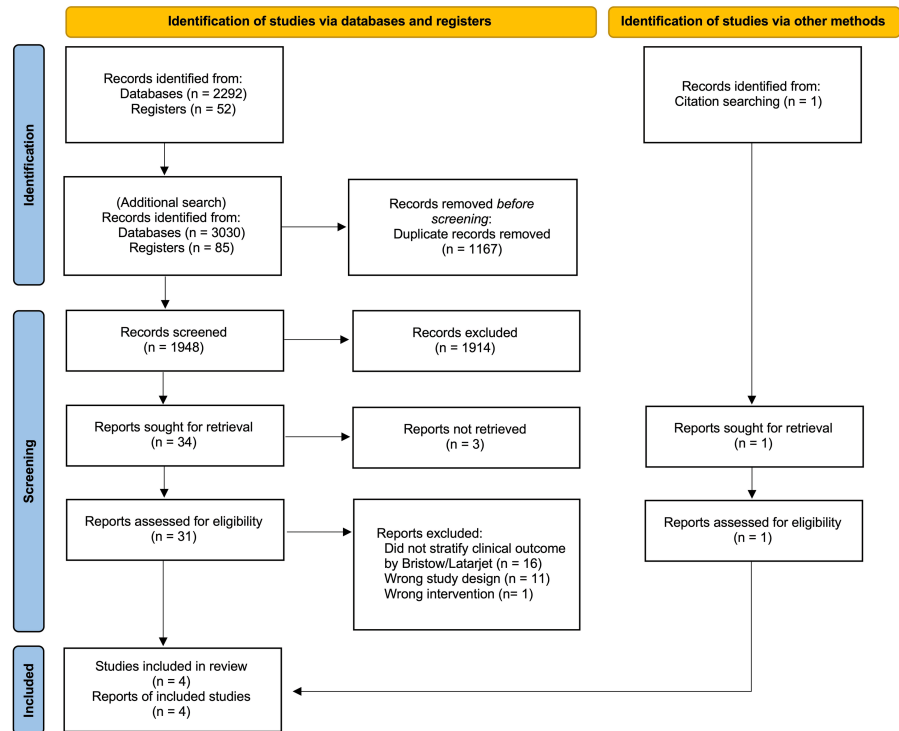 Identification of studies via databases and registers
Identification of studies via other methods
Identification
Records identified from:
Databases (n = 2292)
Registers (n = 52)
Records identified from:
Citation searching (n = 1)
(Additional search)
Records identified from:
Databases (n = 3030)
Registers (n = 85)
Records removed before
screening:
Duplicate records removed
(n = 1167)
Screening
Records screened
(n = 1948)
Records excluded
(n = 1914)
Reports sought for retrieval
(n = 34)
Reports not retrieved
(n = 3)
Reports sought for retrieval
(n = 1)
Reports assessed for eligibility
(n = 31)
Reports excluded:
Did not stratify clinical outcome
by Bristow/Latarjet (n = 16)
Wrong study design (n = 11)
Wrong intervention (n= 1)
Reports assessed for eligibility
(n = 1)
Included
Studies included in review
(n = 4)
Reports of included studies
(n = 4)